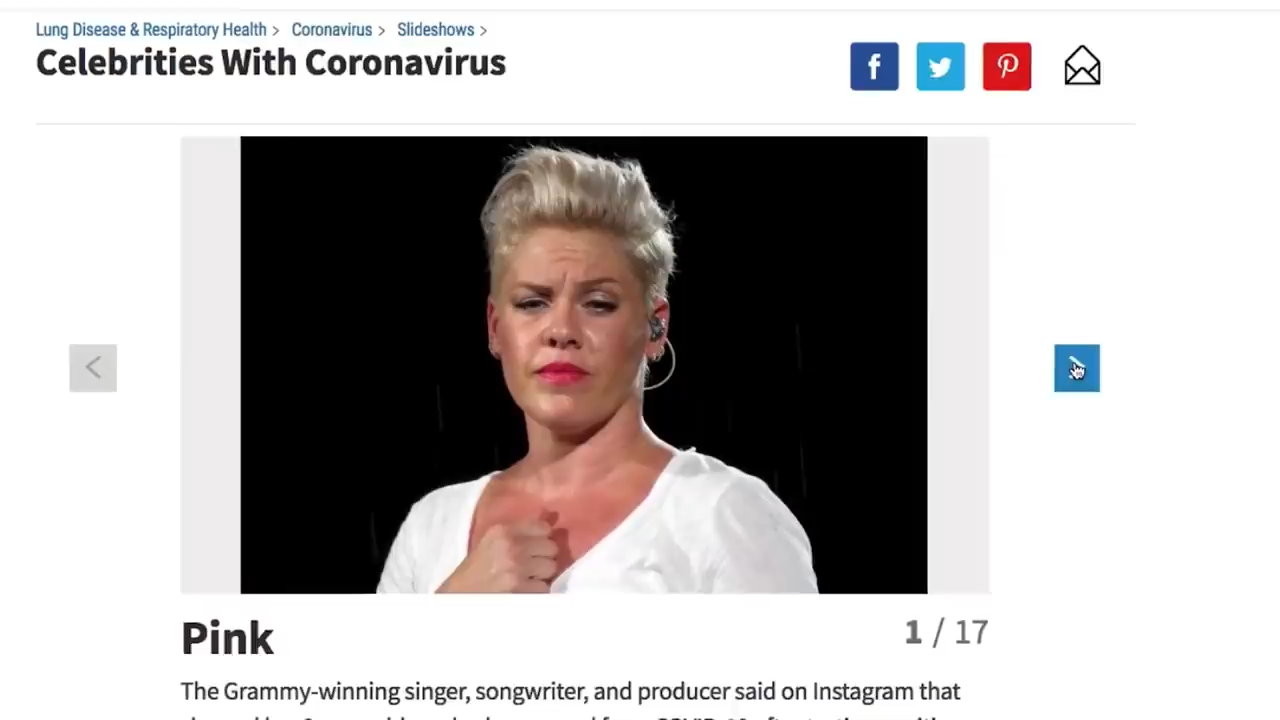 Lung Disease & Respiratory Health > Coronavirus > Slideshows >
Celebrities With Coronavirus
Pink
1 / 17
The Grammy-winning singer, songwriter, and producer said on Instagram that